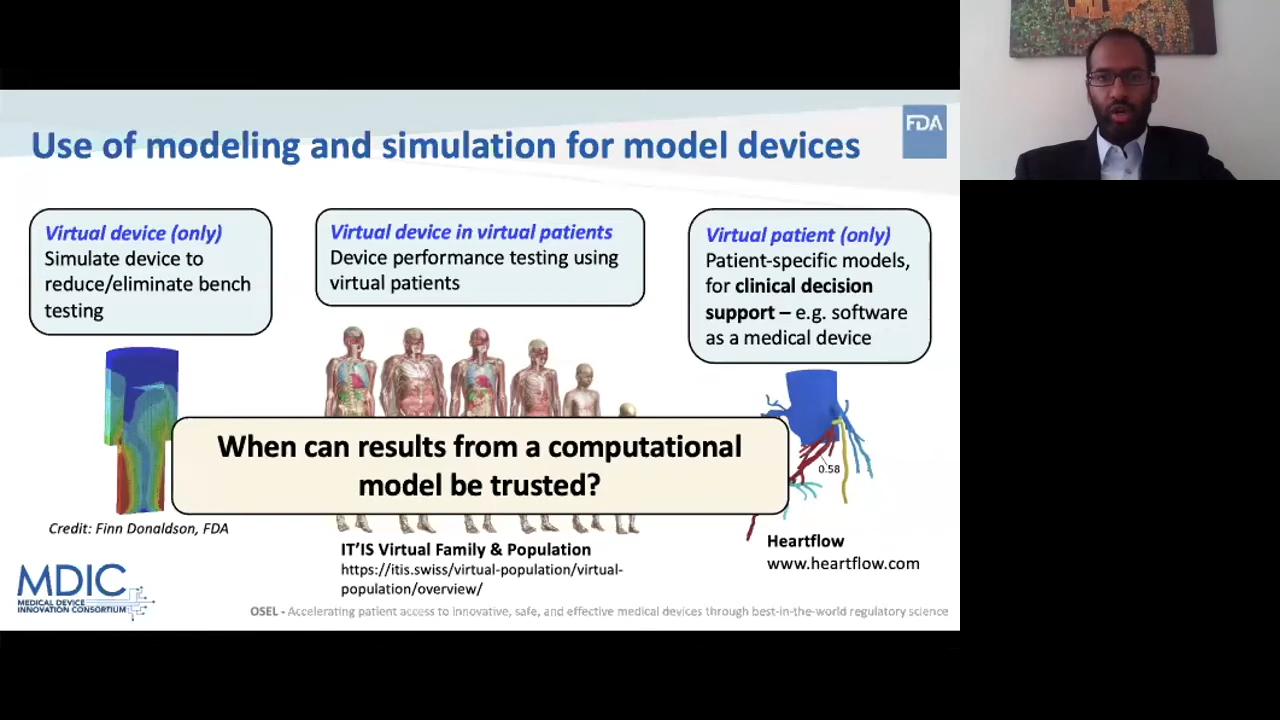 Use of modeling and simulation for model devices
FDA
Virtual device (only)
Simulate device to
reduce/eliminate bench
testing
Virtual device in virtual patients
Device performance testing using
virtual patients
Virtual patient (only)
Patient-specific models,
for clinical decision
support – e.g. software
as a medical device
When can results from a computational
model be trusted?
0.58
Credit: Finn Donaldson, FDA
IT'IS Virtual Family & Population
https://itis.swiss/virtual-population/virtual-
population/overview/
Heartflow
www.heartflow.com
MDIC
MEDICAL DEVICE
INNOVATION CONSORTIUM
OSEL - Accelerating patient access to innovative, safe, and effective medical devices through best-in-the-world regulatory science